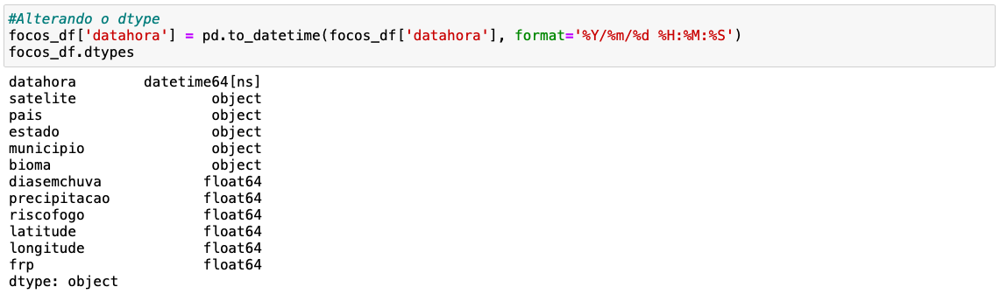 #Alterando o dtype
focos_df['datahora'] = pd.to_datetime(focos_df['datahora'], format='%Y/%m/%d %H:%M:%S')
focos_df.dtypes
datahora        datetime64[ns]
satelite                object
pais                    object
estado                  object
municipio               object
bioma                   object
diasemchuva            float64
precipitacao           float64
riscofogo              float64
latitude               float64
longitude              float64
frp                    float64
dtype: object